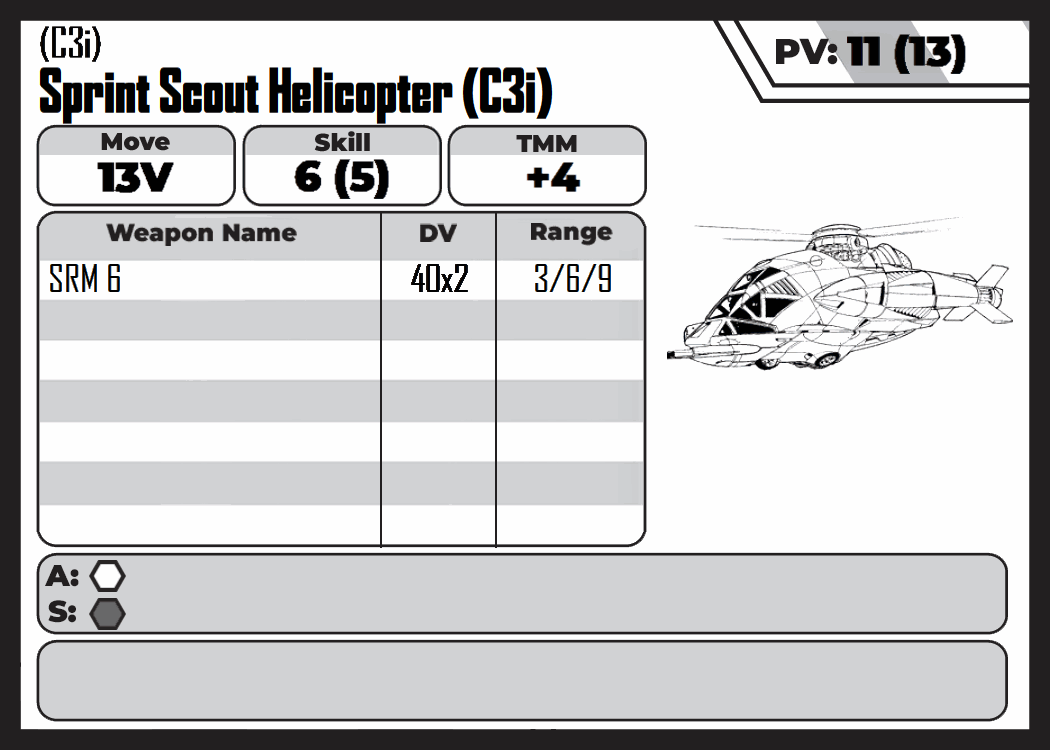 (C3i)
PV: 11 (13)
Sprint Scout Helicopter (C3i)
Move Skill TMM
13V 6 (5) +4
Weapon Name DV Range
SRM 6 40x2 3/6/9
A:
S: